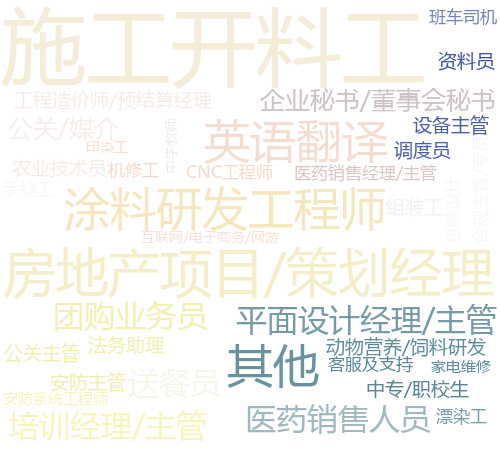 施工开料工
班车司机
资料员
工程造价师/预结算经理
企业秘书/董事会秘书
公关/媒介
设备主管
英语翻译
印染工
调度员
农业技术员
机修工
CNC工程师
医药销售经理/主管
手缝工
涂料研发工程师
组装工
互联网/电子商务/网游
房地产项目/策划经理
团购业务员
平面设计经理/主管
公关主管
法务助理
其他
动物营养/饲料研发
客服及支持
家电维修
安防主管
送餐员
中专/职校生
安防系统工程师
培训经理/主管
医药销售人员
漂染工